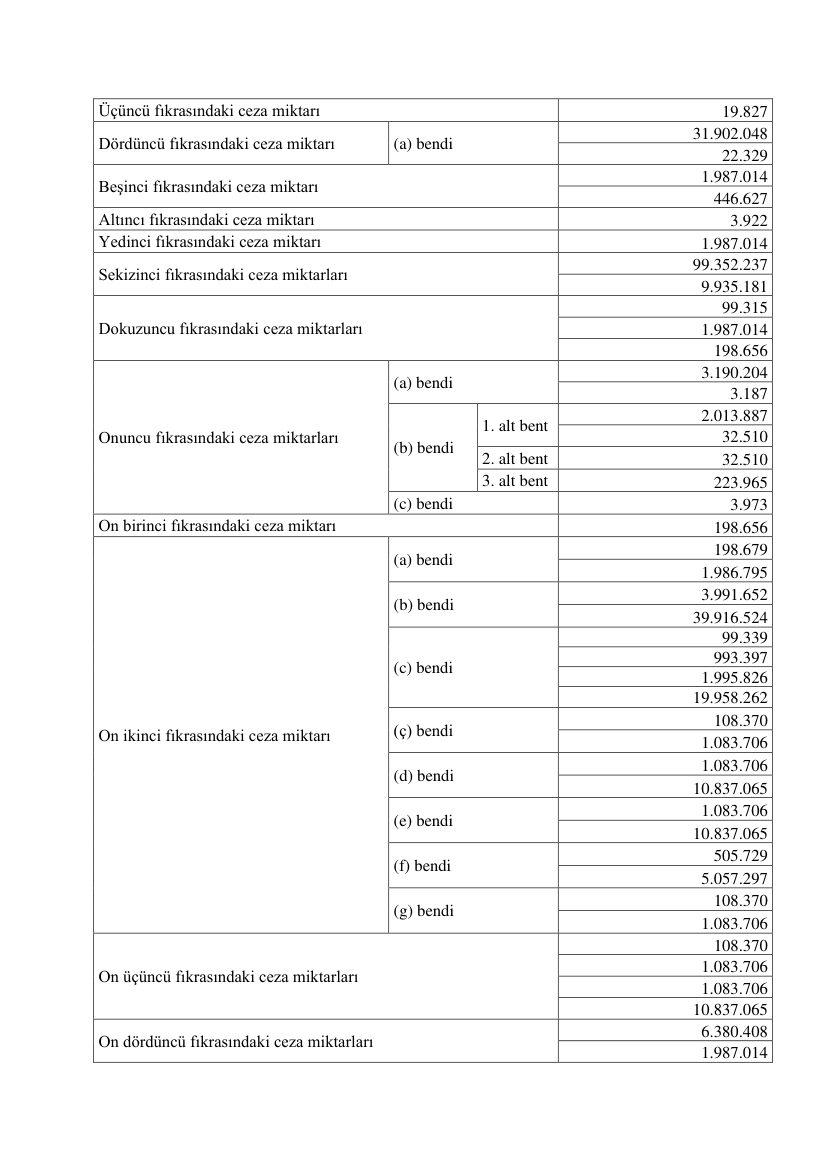 Üçüncü fıkrasındaki ceza miktarı 19.827
Dördüncü fıkrasındaki ceza miktarı (a) bendi 31.902.048
22.329
Beşinci fıkrasındaki ceza miktarı 1.987.014
446.627
Altıncı fıkrasındaki ceza miktarı 3.922
Yedinci fıkrasındaki ceza miktarı 1.987.014
Sekizinci fıkrasındaki ceza miktarları 99.352.237
9.935.181
Dokuzuncu fıkrasındaki ceza miktarları 99.315
1.987.014
198.656
Onuncu fıkrasındaki ceza miktarları (a) bendi 3.190.204
3.187
(b) bendi 1. alt bent 2.013.887
32.510
2. alt bent 32.510
3. alt bent 223.965
(c) bendi 3.973
On birinci fıkrasındaki ceza miktarı 198.656
On ikinci fıkrasındaki ceza miktarı (a) bendi 198.679
1.986.795
(b) bendi 3.991.652
39.916.524
(c) bendi 99.339
993.397
1.995.826
19.958.262
(ç) bendi 108.370
1.083.706
(d) bendi 1.083.706
10.837.065
(e) bendi 1.083.706
10.837.065
(f) bendi 505.729
5.057.297
(g) bendi 108.370
1.083.706
On üçüncü fıkrasındaki ceza miktarları 108.370
1.083.706
1.083.706
10.837.065
On dördüncü fıkrasındaki ceza miktarları 6.380.408
1.987.014